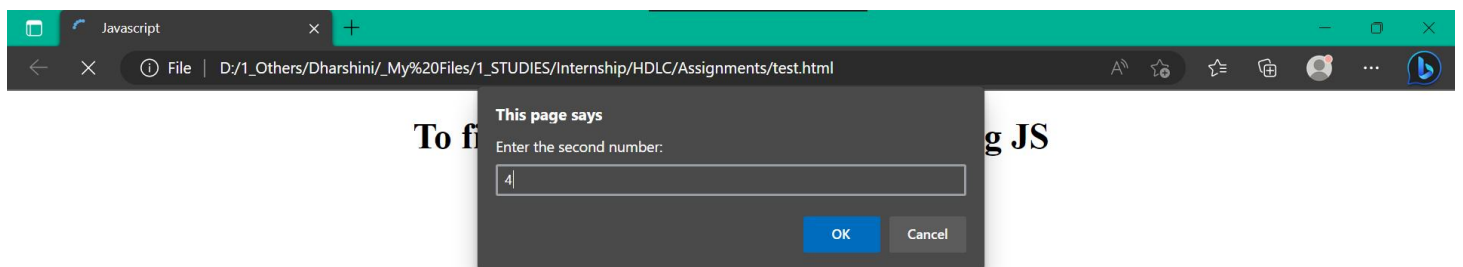 Javascript
File | D:/1_Others/Dharshini/_My%20Files/1_STUDIES/Internship/HDLC/Assignments/test.html
This page says
To fi g JS
Enter the second number:
4
OK Cancel